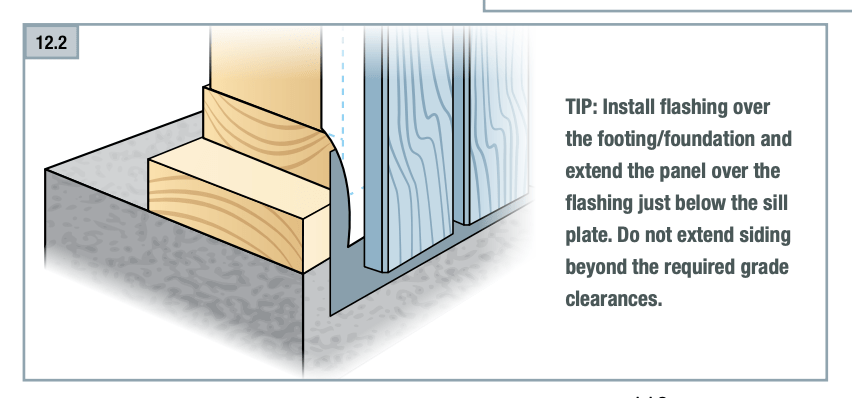 12.2
TIP: Install flashing over
the footing/foundation and
extend the panel over the
flashing just below the sill
plate. Do not extend siding
beyond the required grade
clearances.